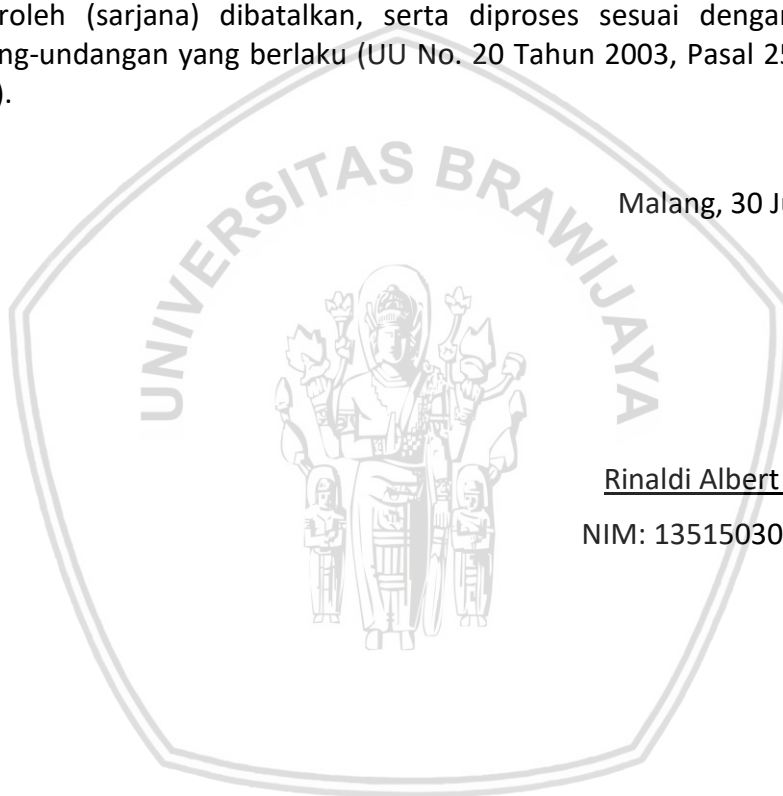 roleh (sarjana) dibatalkan, serta diproses sesuai dengan
ng-undangan yang berlaku (UU No. 20 Tahun 2003, Pasal 25
).
UNIVERSITAS BRAWIJAYA
Malang, 30 Ju
Rinaldi Albert
NIM: 13515030